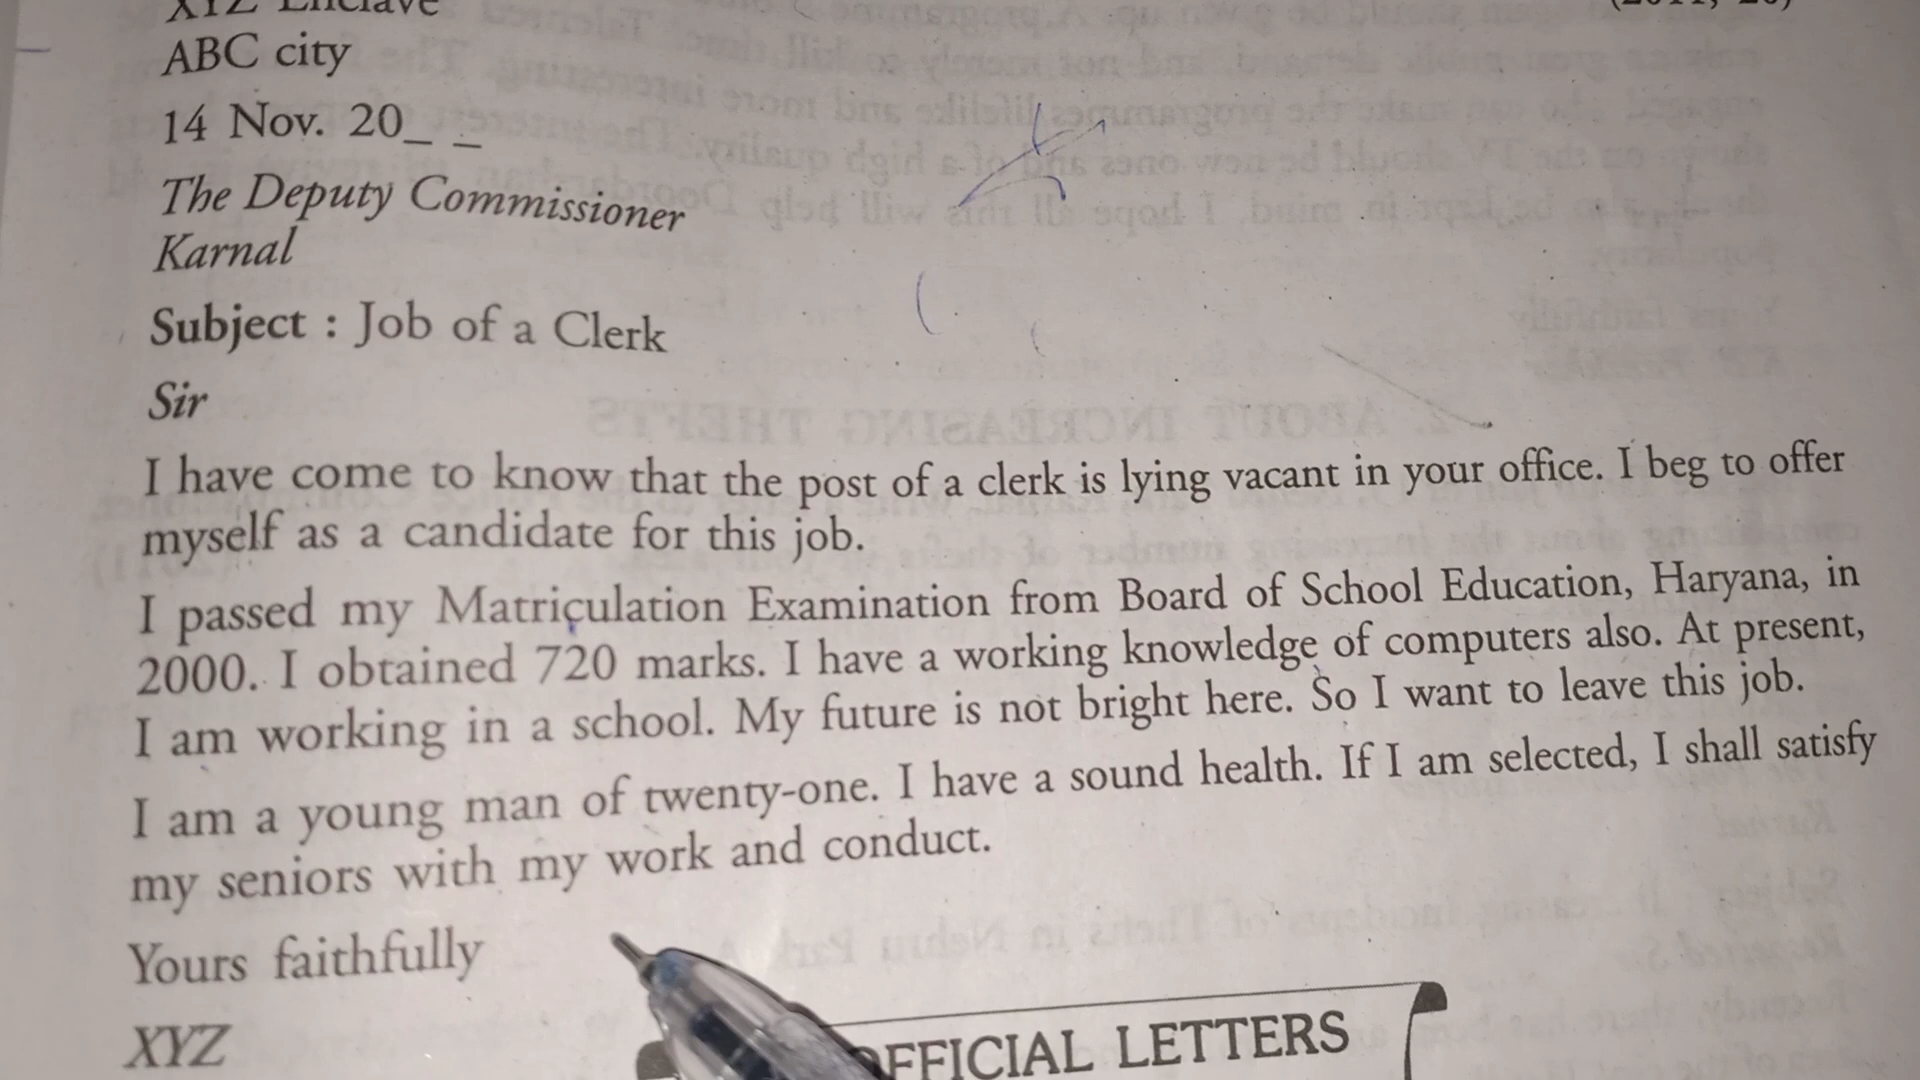 XYZ Enclave
ABC city
14 Nov. 20_ _
The Deputy Commissioner
Karnal
Subject : Job of a Clerk
Sir
I have come to know that the post of a clerk is lying vacant in your office. I beg to offer
myself as a candidate for this job.
I passed my Matriculation Examination from Board of School Education, Haryana, in
2000. I obtained 720 marks. I have a working knowledge of computers also. At present,
I am working in a school. My future is not bright here. So I want to leave this job.
I am a young man of twenty-one. I have a sound health. If I am selected, I shall satisfy
my seniors with my work and conduct.
Yours faithfully
XYZ
OFFICIAL LETTERS